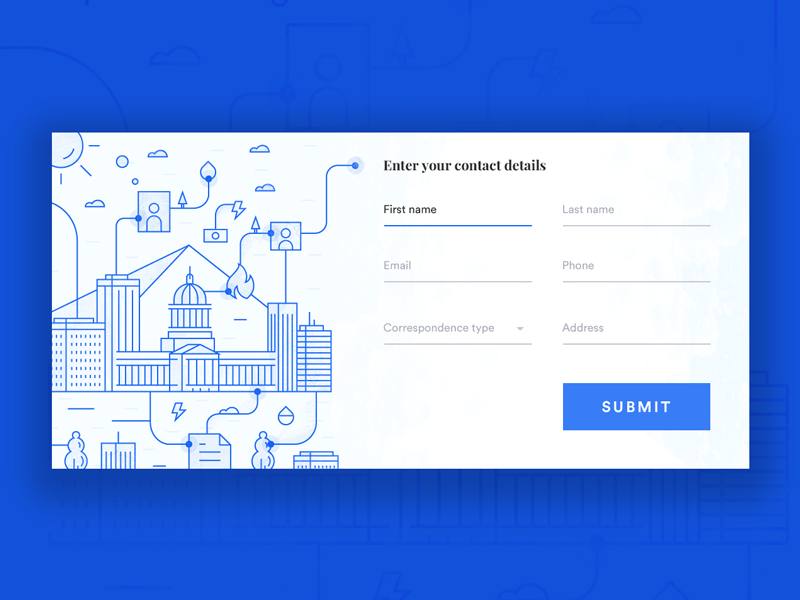 Enter your contact details
First name
Last name
Email
Phone
Correspondence type
Address
SUBMIT